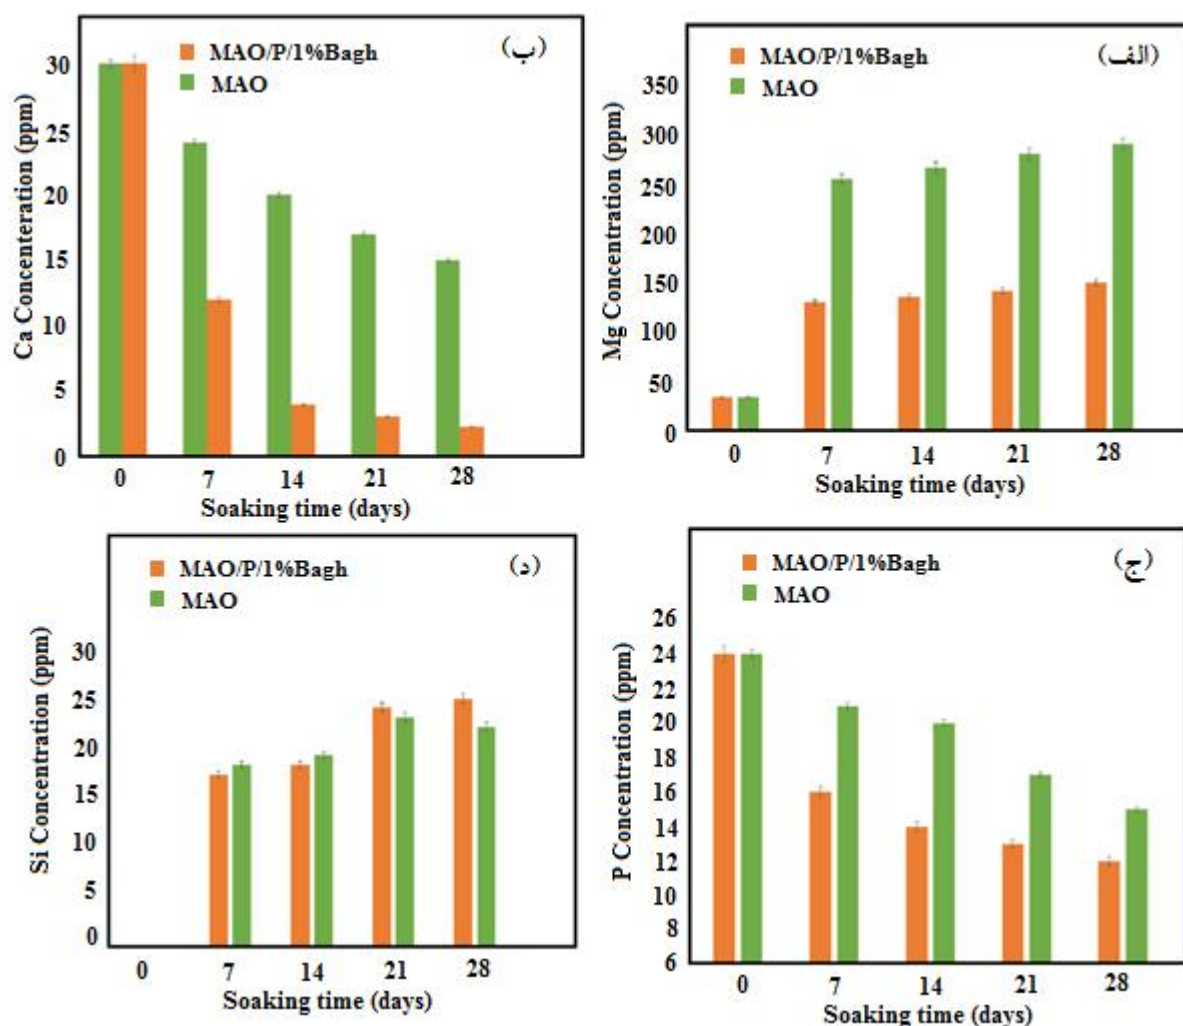 (الف)
MAO/P/1%Bagh
MAO
Mg Concentration (ppm)
350
300
250
200
150
100
50
0
0 7 14 21 28
Soaking time (days)
(ب)
MAO/P/1%Bagh
MAO
Ca Concenteration (ppm)
30
25
20
15
10
5
0
0 7 14 21 28
Soaking time (days)
(ج)
MAO/P/1%Bagh
MAO
P Concentration (ppm)
26
24
22
20
18
16
14
12
8
6
0 7 14 21 28
Soaking time (days)
(د)
MAO/P/1%Bagh
MAO
Si Concentration (ppm)
30
25
20
15
10
5
0
0 7 14 21 28
Soaking time (days)